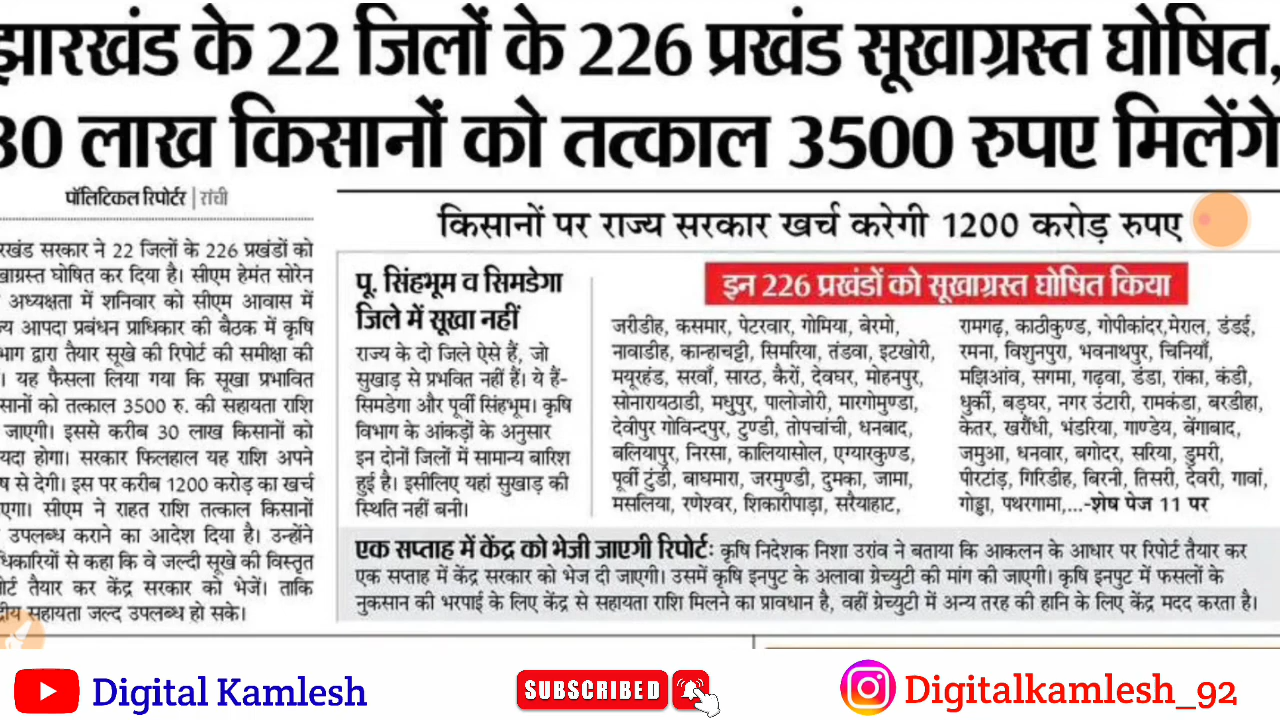 झारखंड के 22 जिलों के 226 प्रखंड सूखाग्रस्त घोषित,
30 लाख किसानों को तत्काल 3500 रुपए मिलेंगे
पॉलिटिकल रिपोर्टर | रांची
रखंड सरकार ने 22 जिलों के 226 प्रखंडों को
खाग्रस्त घोषित कर दिया है। सीएम हेमंत सोरेन
अध्यक्षता में शनिवार को सीएम आवास में
ज्य आपदा प्रबंधन प्राधिकार की बैठक में कृषि
भाग द्वारा तैयार सूखे की रिपोर्ट की समीक्षा की
। यह फैसला लिया गया कि सूखा प्रभावित
सानों को तत्काल 3500 रु. की सहायता राशि
जाएगी। इससे करीब 30 लाख किसानों को
यदा होगा। सरकार फिलहाल यह राशि अपने
ष से देगी। इस पर करीब 1200 करोड़ का खर्च
एगा। सीएम ने राहत राशि तत्काल किसानों
उपलब्ध कराने का आदेश दिया है। उन्होंने
धिकारियों से कहा कि वे जल्दी सूखे की विस्तृत
पोर्ट तैयार कर केंद्र सरकार को भेजें। ताकि
द्रीय सहायता जल्द उपलब्ध हो सके।
किसानों पर राज्य सरकार खर्च करेगी 1200 करोड़ रुपए
पू. सिंहभूम व सिमडेगा
जिले में सूखा नहीं
राज्य के दो जिले ऐसे हैं, जो
सुखाड़ से प्रभवित नहीं हैं। ये हैं-
सिमडेगा और पूर्वी सिंहभूम। कृषि
विभाग के आंकड़ों के अनुसार
इन दोनों जिलों में सामान्य बारिश
हुई है। इसीलिए यहां सुखाड़ की
स्थिति नहीं बनी।
इन 226 प्रखंडों को सूखाग्रस्त घोषित किया
जरीडीह, कसमार, पेटरवार, गोमिया, बेरमो,
नावाडीह, कान्हाचट्टी, सिमरिया, तंडवा, इटखोरी,
मयूरहंड, सरवाँ, सारठ, कैरों, देवघर, मोहनपुर,
सोनारायठाडी, मधुपुर, पालोजोरी, मारगोमुण्डा,
देवीपुर गोविन्दपुर, टुण्डी, तोपचांची, धनबाद,
बलियापुर, निरसा, कालियासोल, एग्यारकुण्ड,
पूर्वी टुंडी, बाघमारा, जरमुण्डी, दुमका, जामा,
मसलिया, रणेश्वर, शिकारीपाड़ा, सरैयाहाट,
रामगढ़, काठीकुण्ड, गोपीकांदर,मेराल, डंडई,
रमना, विशुनपुरा, भवनाथपुर, चिनियाँ,
मझिआंव, सगमा, गढ़वा, डंडा, रांका, कंडी,
धुर्की, बड़घर, नगर उंटारी, रामकंडा, बरडीहा,
केतर, खरौंधी, भंडरिया, गाण्डेय, बेंगाबाद,
जमुआ, धनवार, बगोदर, सरिया, डुमरी,
पीरटांड़, गिरिडीह, बिरनी, तिसरी, देवरी, गावां,
गोड्डा, पथरगामा,...-शेष पेज 11 पर
एक सप्ताह में केंद्र को भेजी जाएगी रिपोर्ट: कृषि निदेशक निशा उरांव ने बताया कि आकलन के आधार पर रिपोर्ट तैयार कर
एक सप्ताह में केंद्र सरकार को भेज दी जाएगी। उसमें कृषि इनपुट के अलावा ग्रेच्युटी की मांग की जाएगी। कृषि इनपुट में फसलों के
नुकसान की भरपाई के लिए केंद्र से सहायता राशि मिलने का प्रावधान है, वहीं ग्रेच्युटी में अन्य तरह की हानि के लिए केंद्र मदद करता है।
Digital Kamlesh
SUBSCRIBED
Digitalkamlesh_92